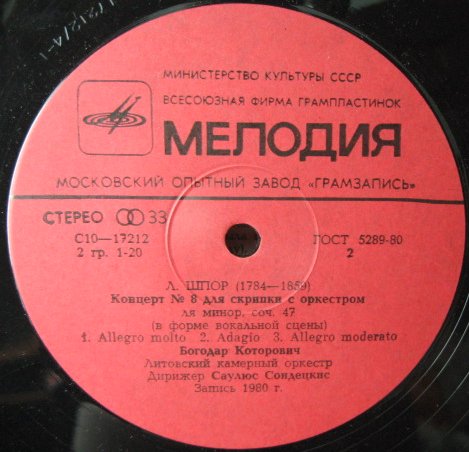 МИНИСТЕРСТВО КУЛЬТУРЫ СССР
ВСЕСОЮЗНАЯ ФИРМА ГРАМПЛАСТИНОК
МЕЛОДИЯ
МОСКОВСКИЙ ОПЫТНЫЙ ЗАВОД «ГРАМЗАПИСЬ»
СТЕРЕО 33
С10—17212 ГОСТ 5289-80
2 гр. 1-20 2
Л. ШПОР (1784—1859)
Концерт № 8 для скрипки с оркестром
ля минор, соч. 47
(в форме вокальной сцены)
1. Allegro molto 2. Adagio 3. Allegro moderato
Богодар Которович
Литовский камерный оркестр
Дирижер Саулюс Сондецкис
Запись 1980 г.